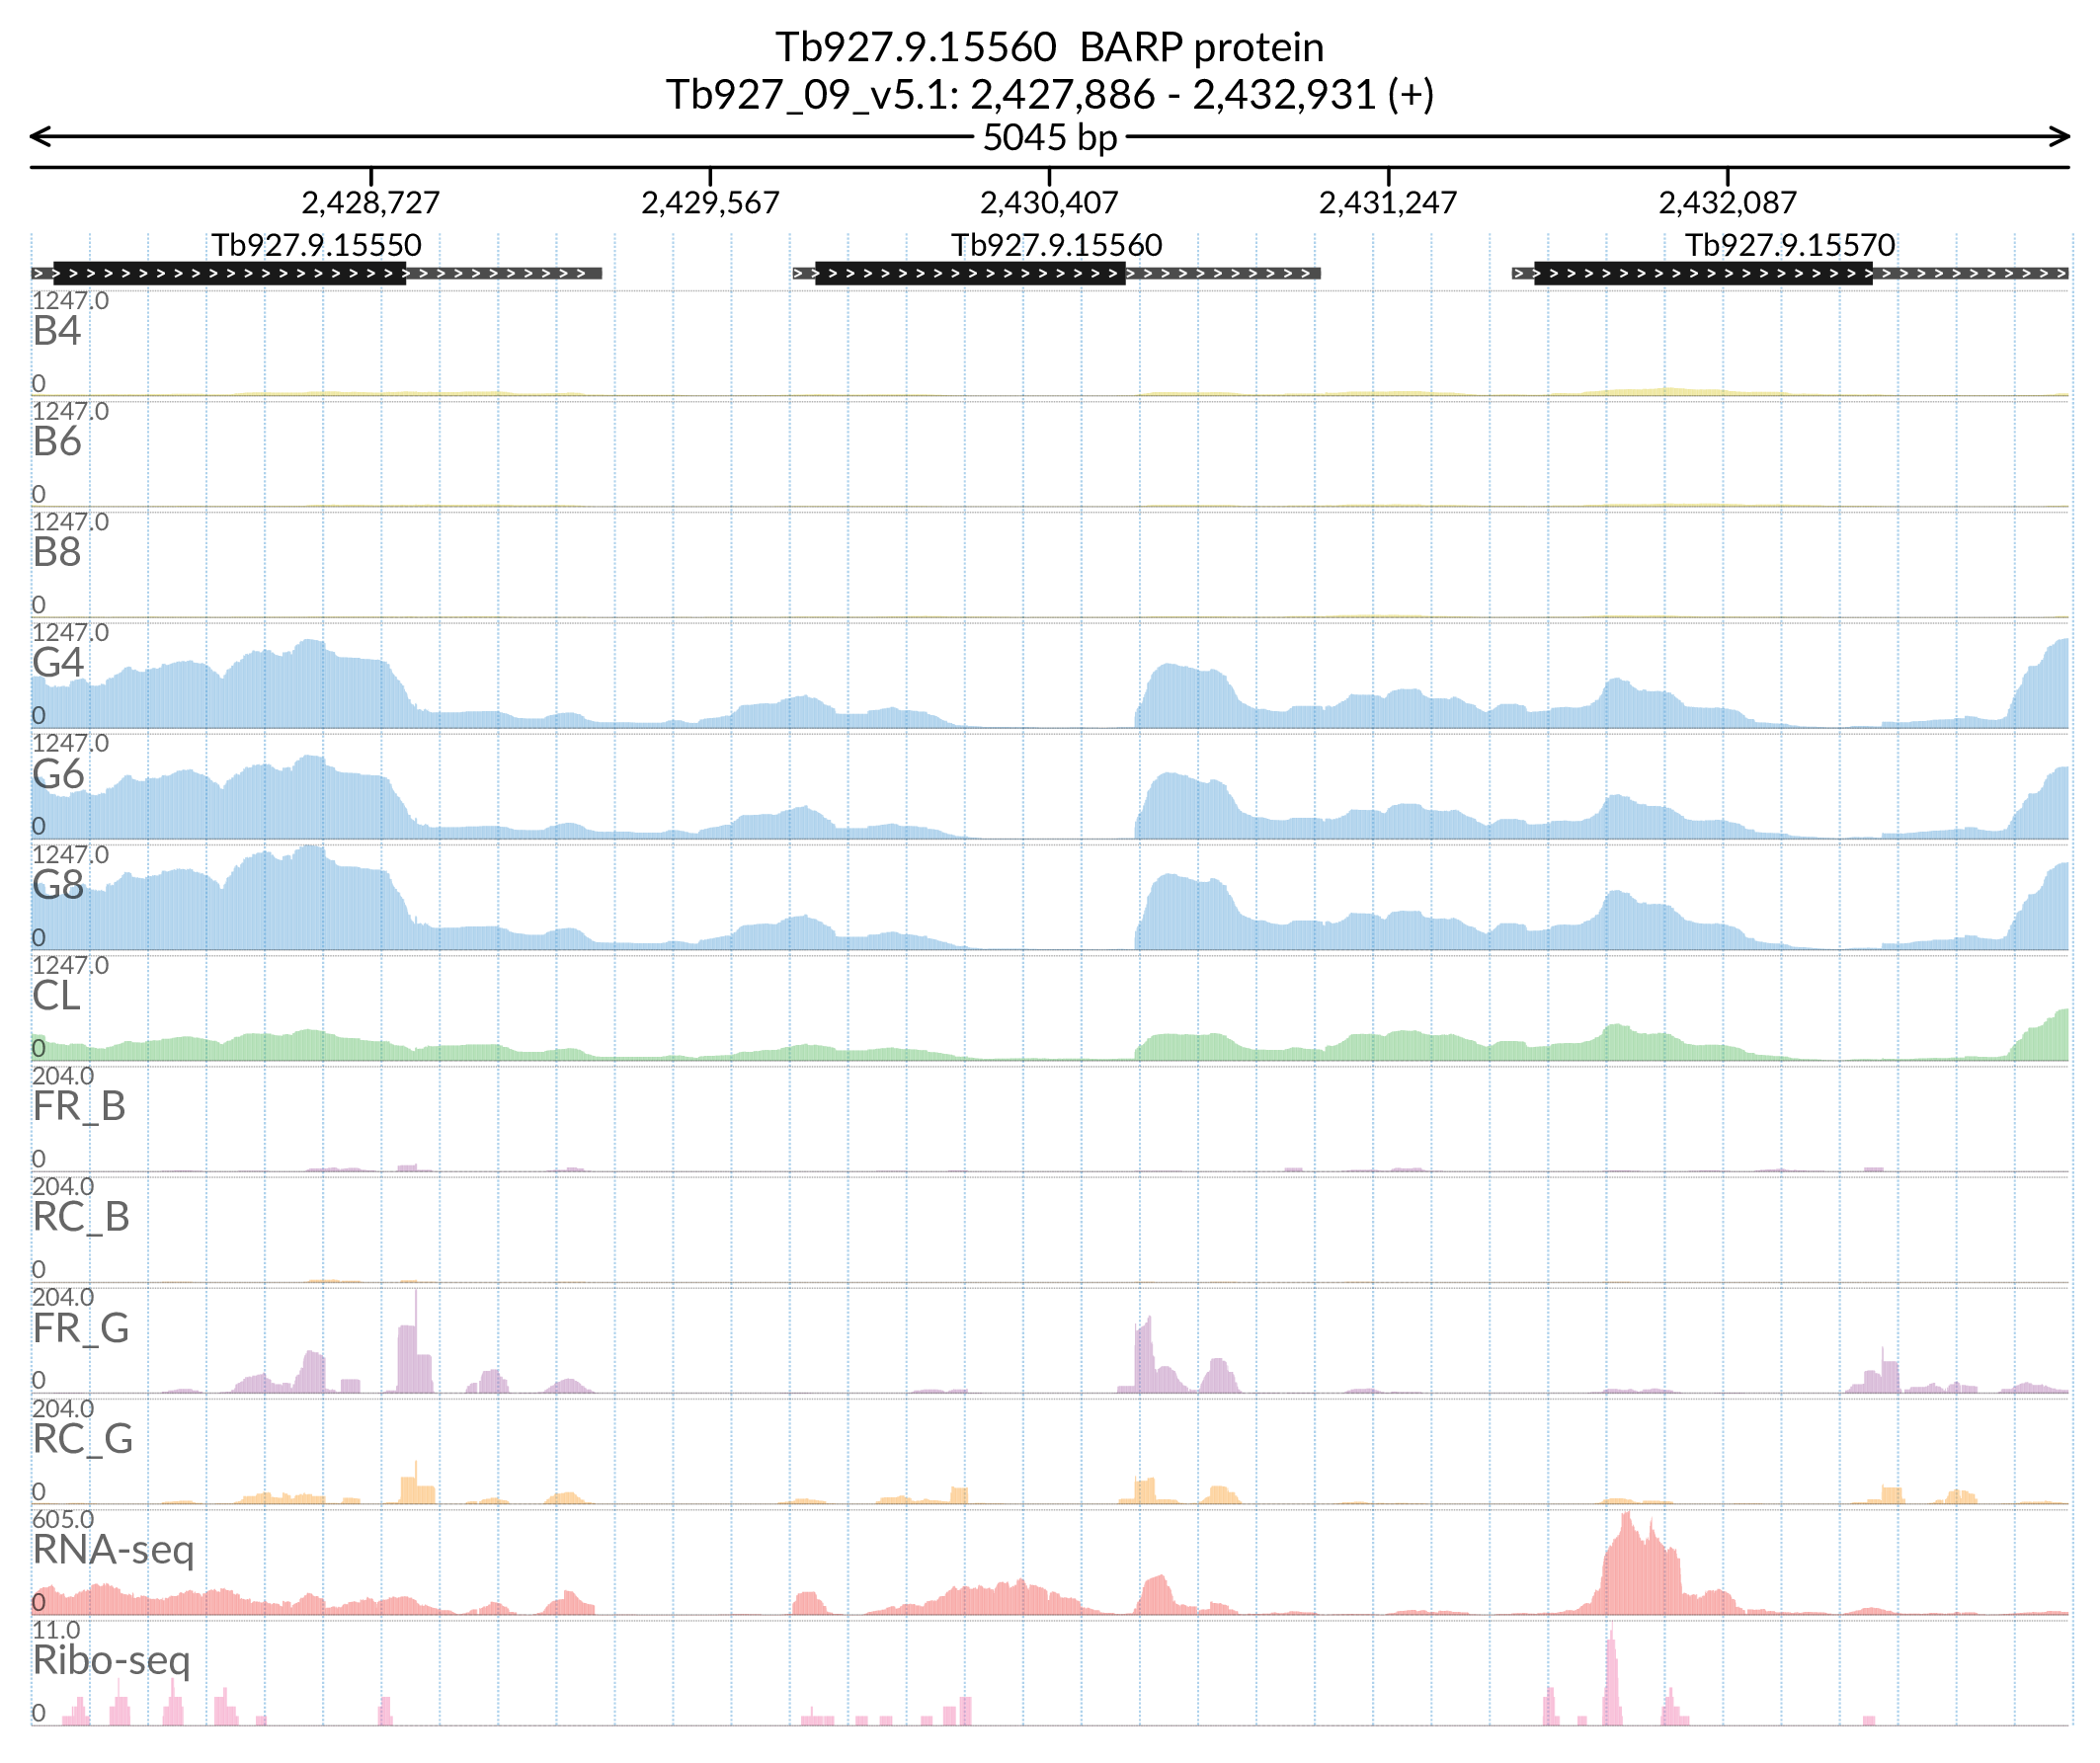 Tb927.9.15560 BARP protein
Tb927_09_v5.1: 2,427,886 - 2,432,931 (+)
5045 bp
2,428,727 2,429,567 2,430,407 2,431,247 2,432,087
Tb927.9.15550 Tb927.9.15560 Tb927.9.15570
1247.0
B4
0
1247.0
B6
0
1247.0
B8
0
1247.0
G4
0
1247.0
G6
0
1247.0
G8
0
1247.0
CL
0
204.0
FR_B
0
204.0
RC_B
0
204.0
FR_G
0
204.0
RC_G
0
605.0
RNA-seq
0
11.0
Ribo-seq
0